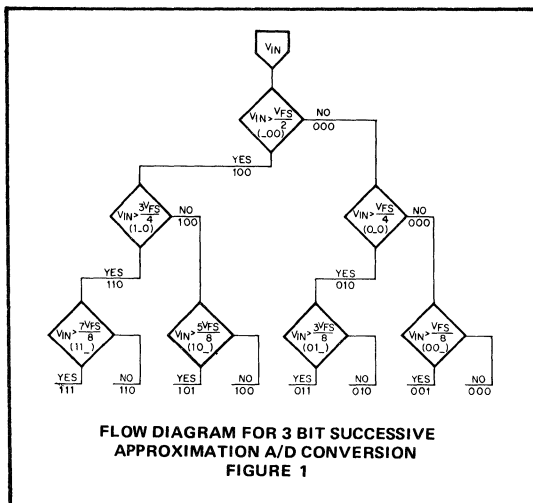 VIN
VIN > VFS/2
(_00)
NO
000
YES
100
VIN > 3VFS/4
(1_0)
NO
100
VIN > VFS/4
(0_0)
NO
000
YES
110
YES
010
VIN > 7VFS/8
(11_)
VIN > 5VFS/8
(10_)
VIN > 3VFS/8
(01_)
VIN > VFS/8
(00_)
YES
111
NO
110
YES
101
NO
100
YES
011
NO
010
YES
001
NO
000
FLOW DIAGRAM FOR 3 BIT SUCCESSIVE
APPROXIMATION A/D CONVERSION
FIGURE 1